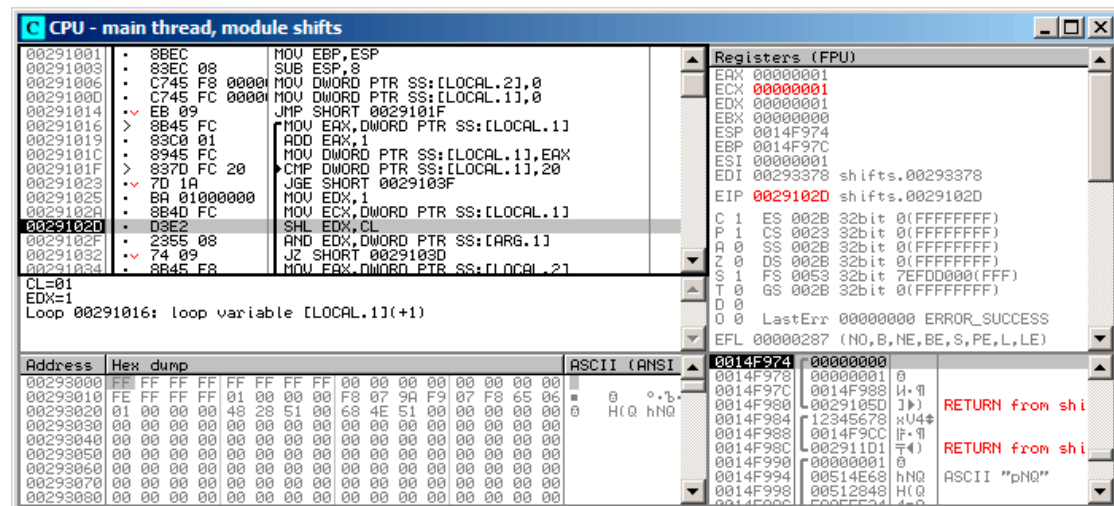 C CPU - main thread, module shifts
00291001 · 8BEC MOV EBP,ESP
00291003 · 83EC 08 SUB ESP,8
00291006 · C745 F8 00000 MOV DWORD PTR SS:[LOCAL.2],0
0029100D · C745 FC 00000 MOV DWORD PTR SS:[LOCAL.1],0
00291014 ·v EB 09 JMP SHORT 0029101F
00291016 > 8B45 FC MOV EAX,DWORD PTR SS:[LOCAL.1]
00291019 · 83C0 01 ADD EAX,1
0029101C · 8945 FC MOV DWORD PTR SS:[LOCAL.1],EAX
0029101F > 837D FC 20 CMP DWORD PTR SS:[LOCAL.1],20
00291023 ·v 7D 1A JGE SHORT 0029103F
00291025 · BA 01000000 MOV EDX,1
0029102A · 8B4D FC MOV ECX,DWORD PTR SS:[LOCAL.1]
0029102D · D3E2 SHL EDX,CL
0029102F · 2355 08 AND EDX,DWORD PTR SS:[ARG.1]
00291032 ·v 74 09 JZ SHORT 0029103D
00291034 · 8B45 F8 MOV EAX,DWORD PTR SS:[LOCAL.2]
CL=01
EDX=1
Loop 00291016: loop variable [LOCAL.1](+1)
Registers (FPU)
EAX 00000001
ECX 00000001
EDX 00000001
EBX 00000000
ESP 0014F974
EBP 0014F97C
ESI 00000001
EDI 00293378 shifts.00293378
EIP 0029102D shifts.0029102D
C 1 ES 002B 32bit 0(FFFFFFFF)
P 1 CS 0023 32bit 0(FFFFFFFF)
A 0 SS 002B 32bit 0(FFFFFFFF)
Z 0 DS 002B 32bit 0(FFFFFFFF)
S 1 FS 0053 32bit 7EFDD000(FFF)
T 0 GS 002B 32bit 0(FFFFFFFF)
D 0
O 0 LastErr 00000000 ERROR_SUCCESS
EFL 00000287 (NO,B,NE,BE,S,PE,L,LE)
Address Hex dump ASCII (ANSI
00293000 FF FF FF FF FF FF FF FF 00 00 00 00 00 00 00 00
00293010 FE FF FF FF 01 00 00 00 F8 07 9A F9 07 F8 65 06
00293020 01 00 00 00 48 28 51 00 68 4E 51 00 00 00 00 00 H(Q hNQ
00293030 00 00 00 00 00 00 00 00 00 00 00 00 00 00 00 00
00293040 00 00 00 00 00 00 00 00 00 00 00 00 00 00 00 00
00293050 00 00 00 00 00 00 00 00 00 00 00 00 00 00 00 00
00293060 00 00 00 00 00 00 00 00 00 00 00 00 00 00 00 00
00293070 00 00 00 00 00 00 00 00 00 00 00 00 00 00 00 00
00293080 00 00 00 00 00 00 00 00 00 00 00 00 00 00 00 00
0014F974 00000000
0014F978 00000001
0014F97C 0014F988
0014F980 0029105D RETURN from shi
0014F984 12345678 xV4
0014F988 0014F9CC
0014F98C 002911D1 RETURN from shi
0014F990 00000001
0014F994 00514E68 hNQ ASCII "pNQ"
0014F998 00512848 H(Q